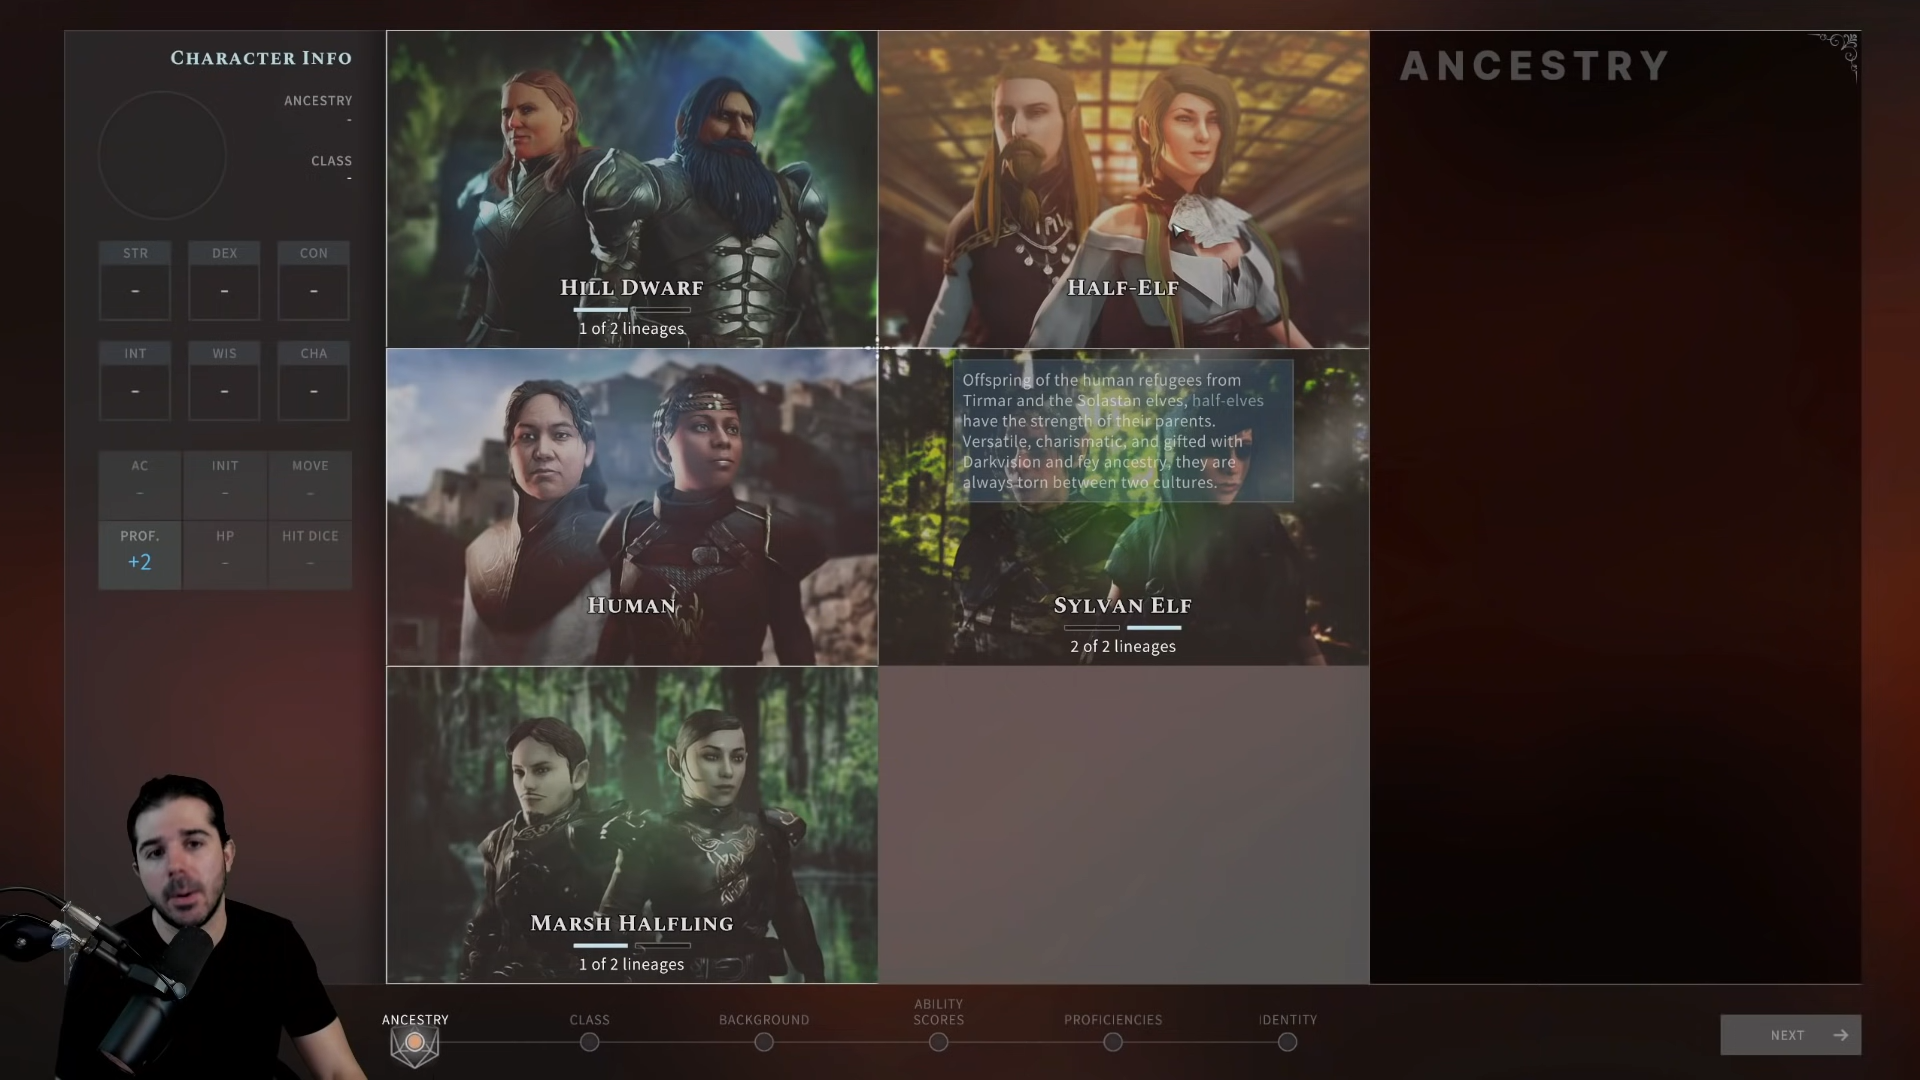 CHARACTER INFO
ANCESTRY
-
CLASS
-
STR
DEX
CON
-
-
-
INT
WIS
CHA
-
-
-
AC
INIT
MOVE
-
-
-
PROF.
HP
HIT DICE
+2
-
-
HILL DWARF
1 of 2 lineages
HALF-ELF
Offspring of the human refugees from
Tirmar and the Solastan elves, half-elves
have the strength of their parents.
Versatile, charismatic, and gifted with
Darkvision and fey ancestry, they are
always torn between two cultures.
HUMAN
SYLVAN ELF
2 of 2 lineages
MARSH HALFLING
1 of 2 lineages
ANCESTRY
ANCESTRY
CLASS
BACKGROUND
ABILITY
SCORES
PROFICIENCIES
IDENTITY
NEXT